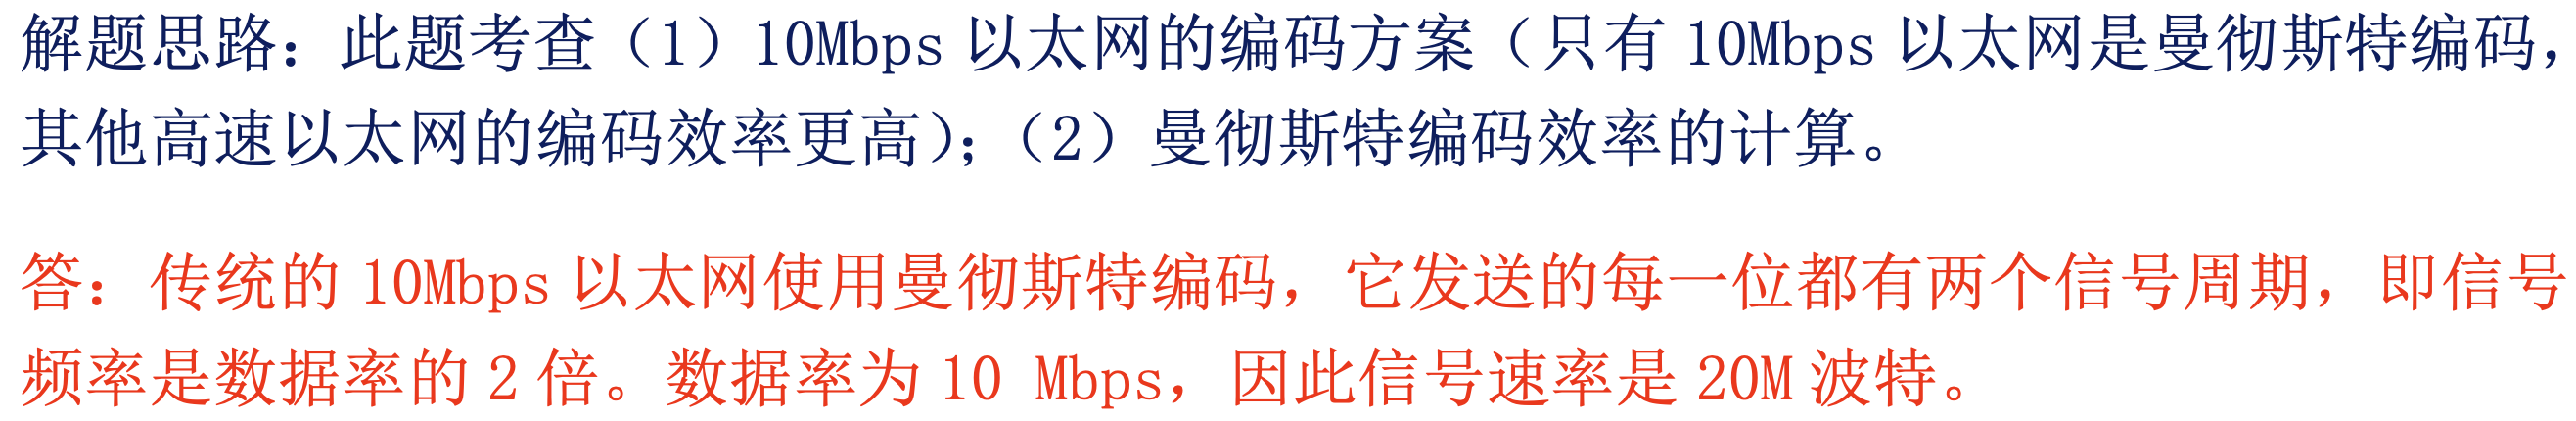 解题思路：此题考查（1）10Mbps 以太网的编码方案（只有 10Mbps 以太网是曼彻斯特编码，
其他高速以太网的编码效率更高）；（2）曼彻斯特编码效率的计算。
答：传统的 10Mbps 以太网使用曼彻斯特编码，它发送的每一位都有两个信号周期，即信号
频率是数据率的 2 倍。数据率为 10 Mbps，因此信号速率是 20M 波特。